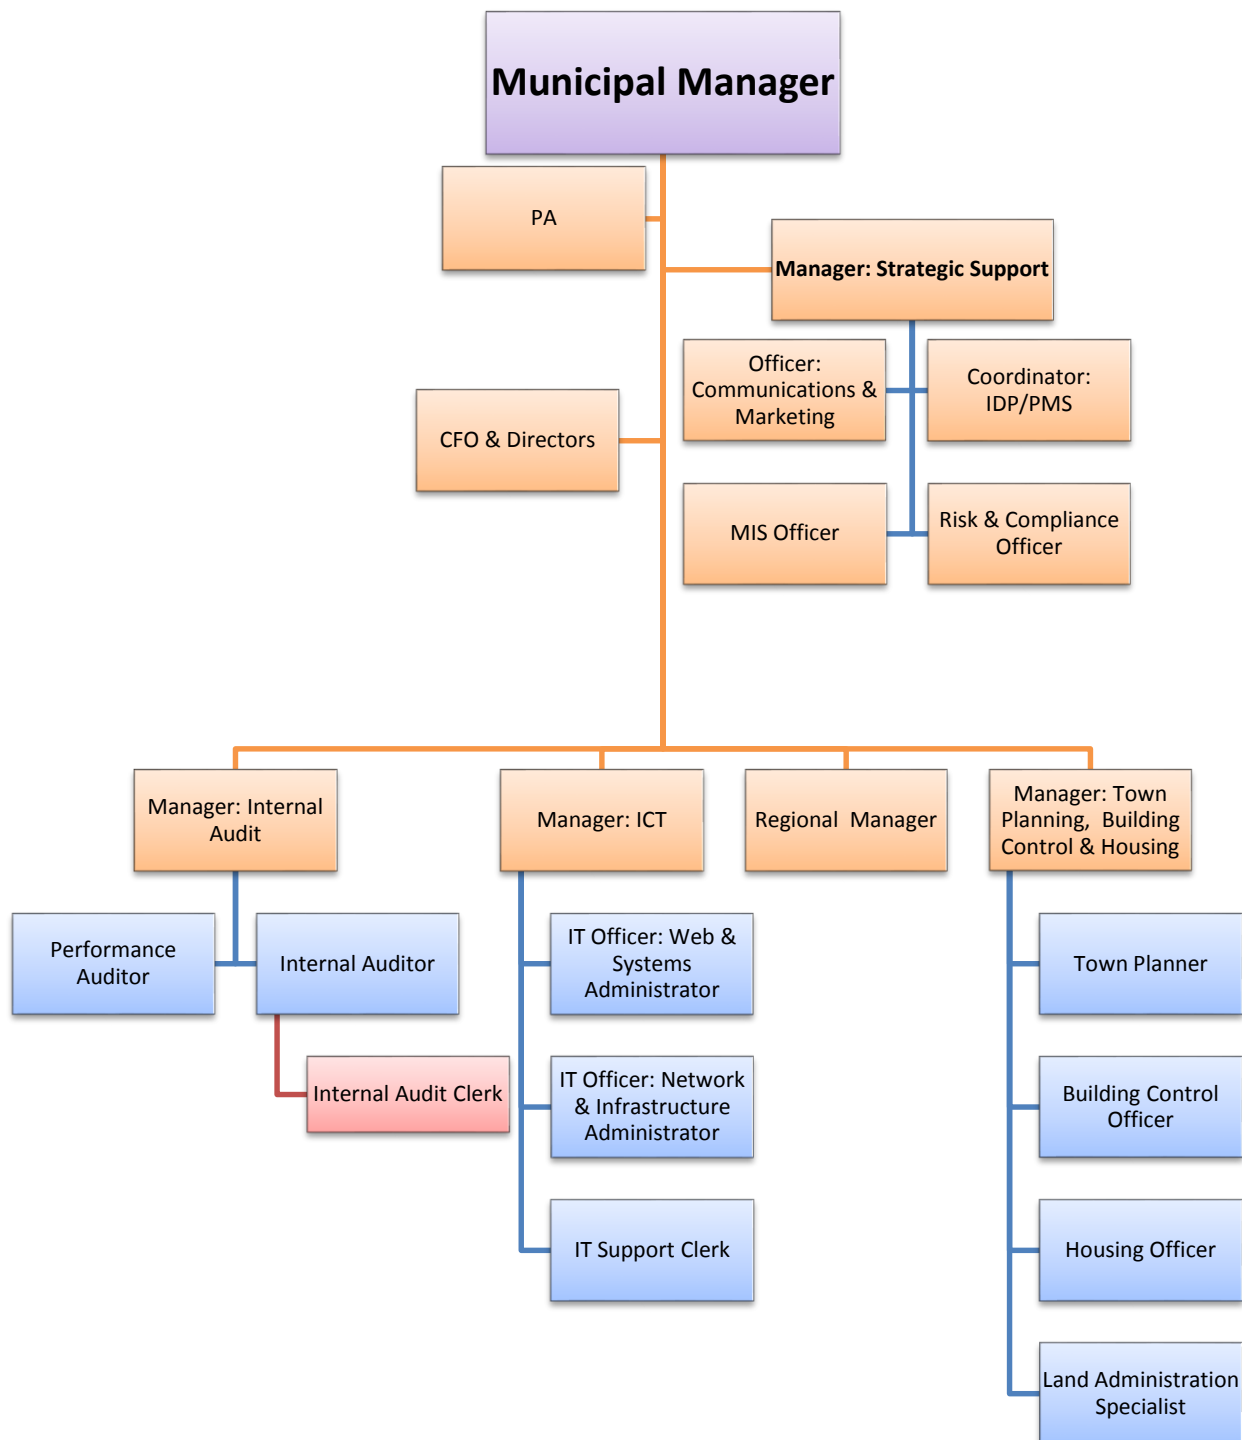 Municipal Manager
PA
Manager: Strategic Support
Officer:
Communications &
Marketing
Coordinator:
IDP/PMS
CFO & Directors
MIS Officer
Risk & Compliance
Officer
Manager: Internal
Audit
Manager: ICT
Regional  Manager
Manager: Town
Planning,  Building
Control & Housing
Performance
Auditor
Internal Auditor
IT Officer: Web &
Systems
Administrator
Town Planner
Internal Audit Clerk
IT Officer: Network
& Infrastructure
Administrator
Building Control
Officer
IT Support Clerk
Housing Officer
Land Administration
Specialist